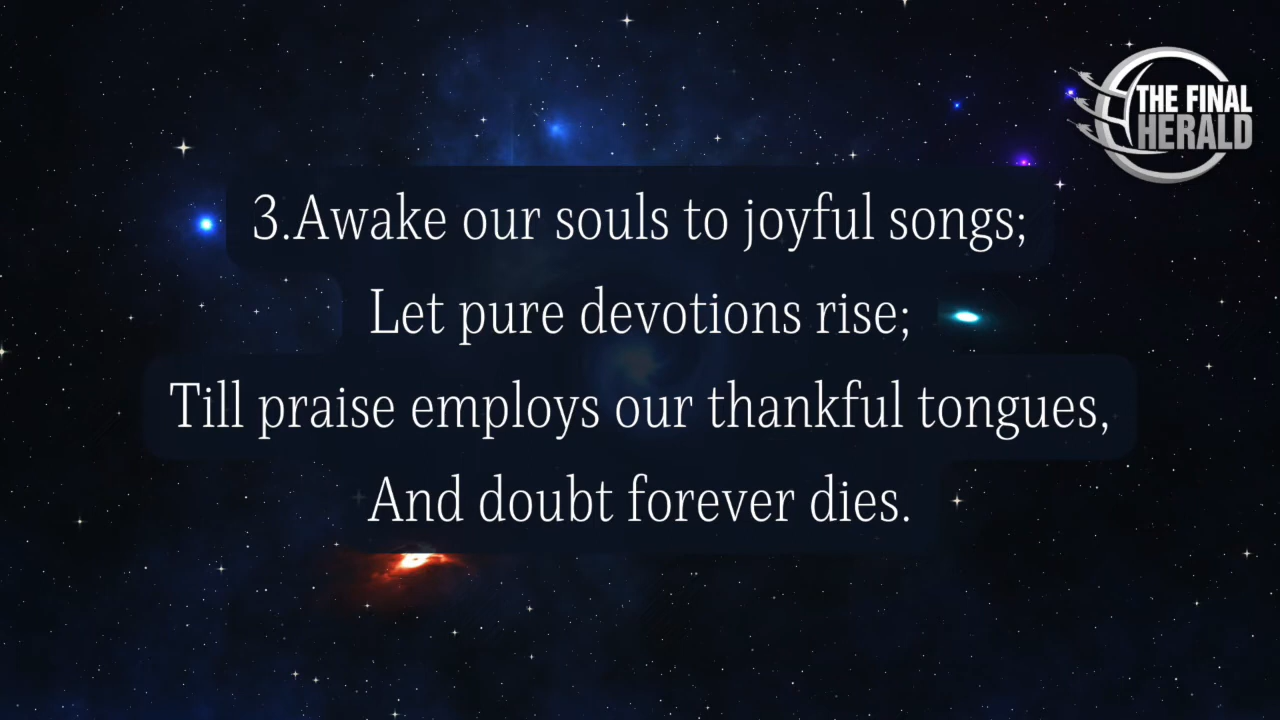 THE FINAL
HERALD
3.Awake our souls to joyful songs;
Let pure devotions rise;
Till praise employs our thankful tongues,
And doubt forever dies.